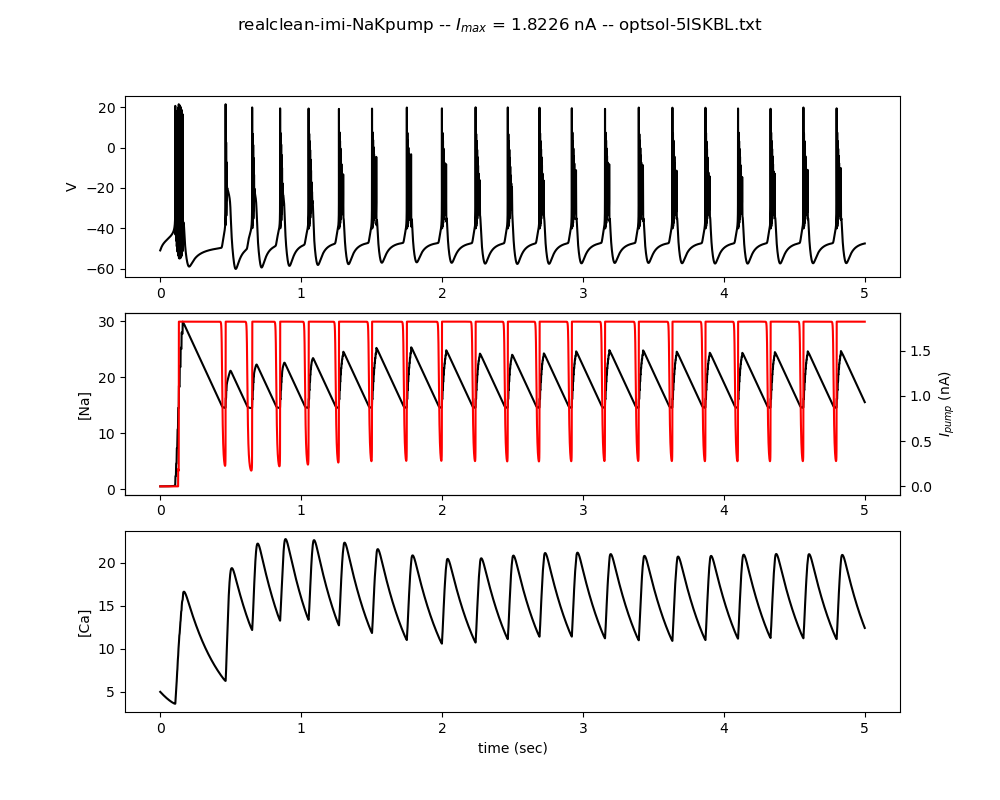 realclean-imi-NaKpump -- I_max = 1.8226 nA -- optsol-5ISKBL.txt
20
0
−20
−40
−60
V
0 1 2 3 4 5
30
20
10
0
[Na]
1.5
1.0
0.5
0.0
I_pump (nA)
0 1 2 3 4 5
20
15
10
5
[Ca]
0 1 2 3 4 5
time (sec)